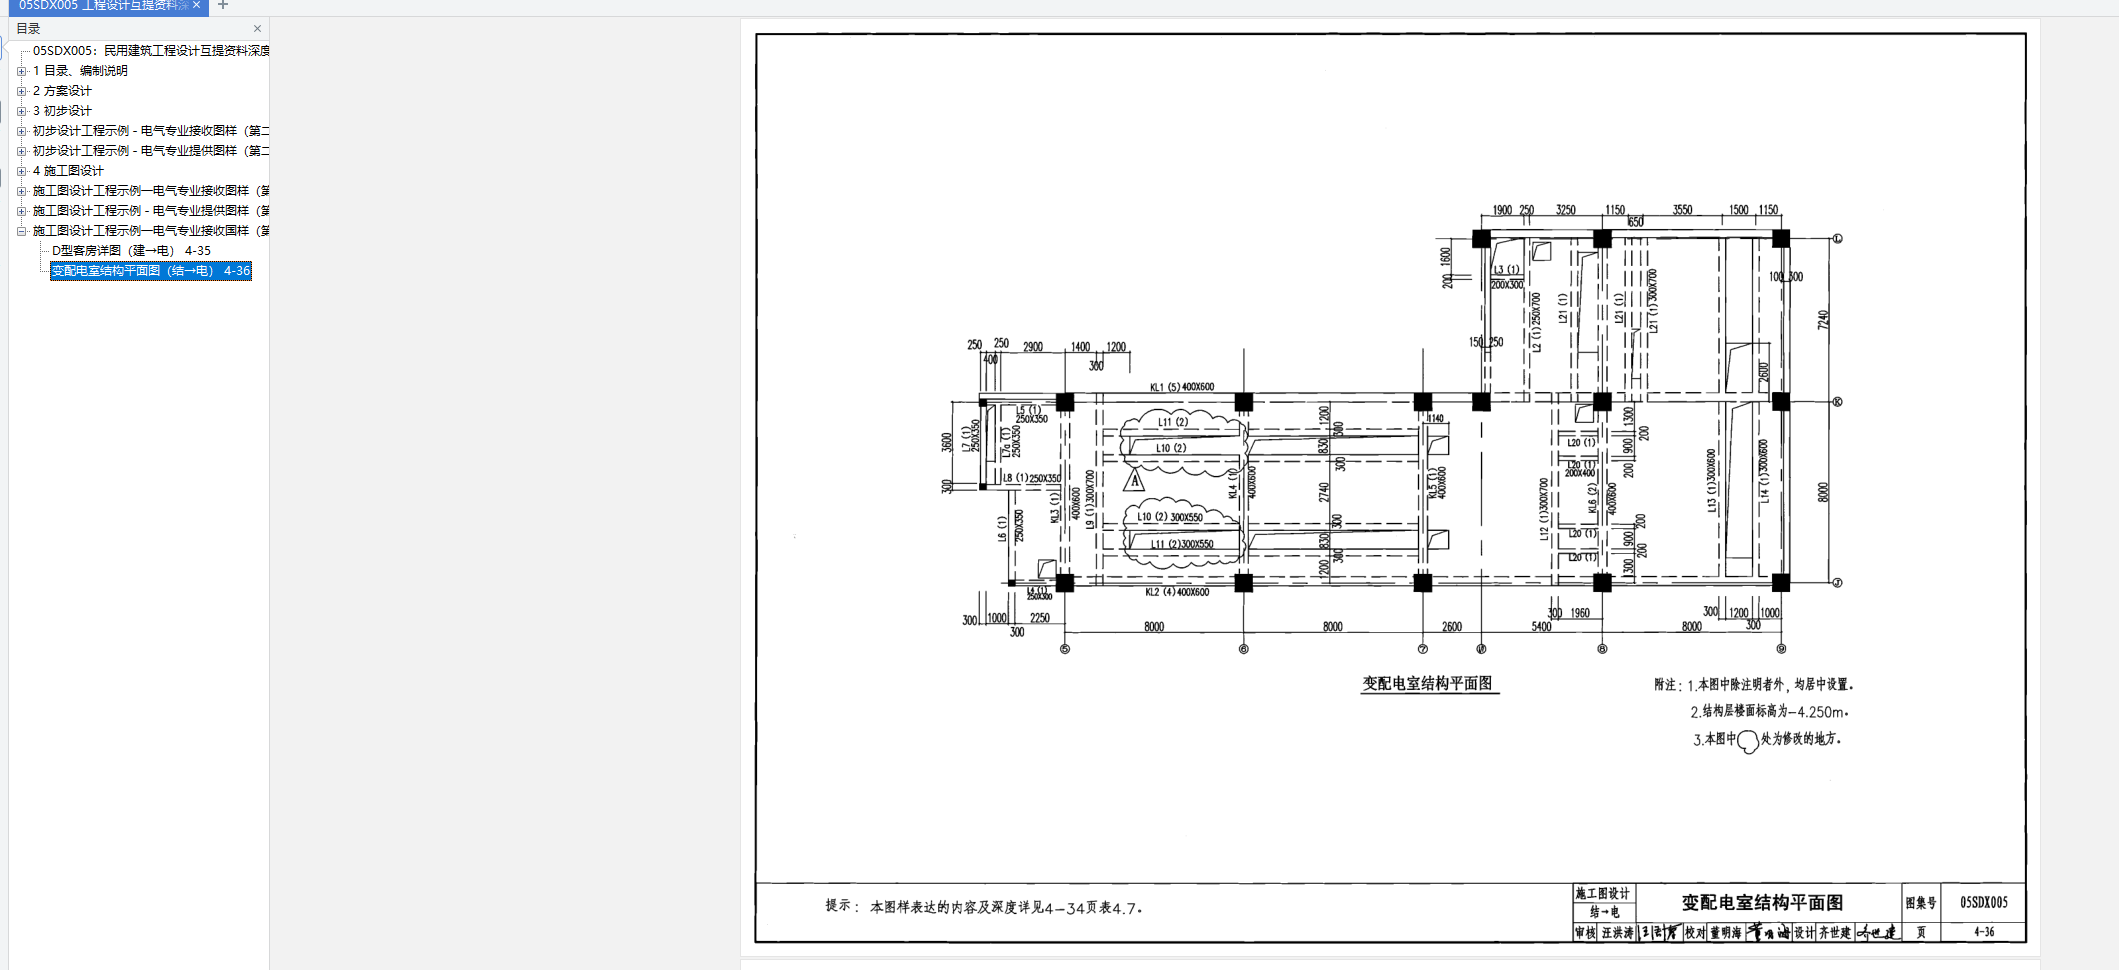 05SDX005 工程设计互提资料深
目录
05SDX005：民用建筑工程设计互提资料深度
1 目录、编制说明
2 方案设计
3 初步设计
初步设计工程示例 - 电气专业接收图样（第二
初步设计工程示例 - 电气专业提供图样（第二
4 施工图设计
施工图设计工程示例一电气专业接收图样（第
施工图设计工程示例 - 电气专业提供图样（第
施工图设计工程示例一电气专业接收国样（第
D型客房详图（建→电） 4-35
变配电室结构平面图（结→电） 4-36
1900 250 3250 1150 650 3550 1500 1150
L
1600
200
L3 (1)
200X300
L2 (1) 250X700
L21 (1)
L21 (1)
L21 (1) 300X700
100 300
7240
150 250
2600
250 400 250 2900 1400 300 1200
KL1 (5) 400X600
K
L5 (1)
250X350
L7 (1)
250X350
L7a (1)
250X350
3600
300
L8 (1) 250X350
L6 (1)
250X350
KL3 (1)
400X600
L9 (1) 300X700
L11 (2)
L10 (2)
A
L10 (2) 300X550
L11 (2) 300X550
KL4 (1)
400X600
1200
300
830
300
2740
300
830
300
1200
1140
KL5 (1)
400X600
L12 (1) 300X700
L20 (1)
L20 (1)
200X400
L20 (1)
L20 (1)
KL6 (2)
400X600
1300
200
900
200
200
900
200
1300
L13 (1) 300X600
L14 (1) 300X600
8000
J
L4 (1)
250X300
KL2 (4) 400X600
300 1000 300 2250
300 1960
300 1200 300 1000
8000 8000 2600 5400 8000
5 6 7 8 9
变配电室结构平面图
附注：1.本图中除注明者外，均居中设置。
2.结构层楼面标高为-4.250m。
3.本图中 处为修改的地方。
提示： 本图样表达的内容及深度详见4-34页表4.7。
施工图设计
结→电
变配电室结构平面图
图集号 05SDX005
审核 汪洪涛 校对 董明海 设计 齐世建 页 4-36